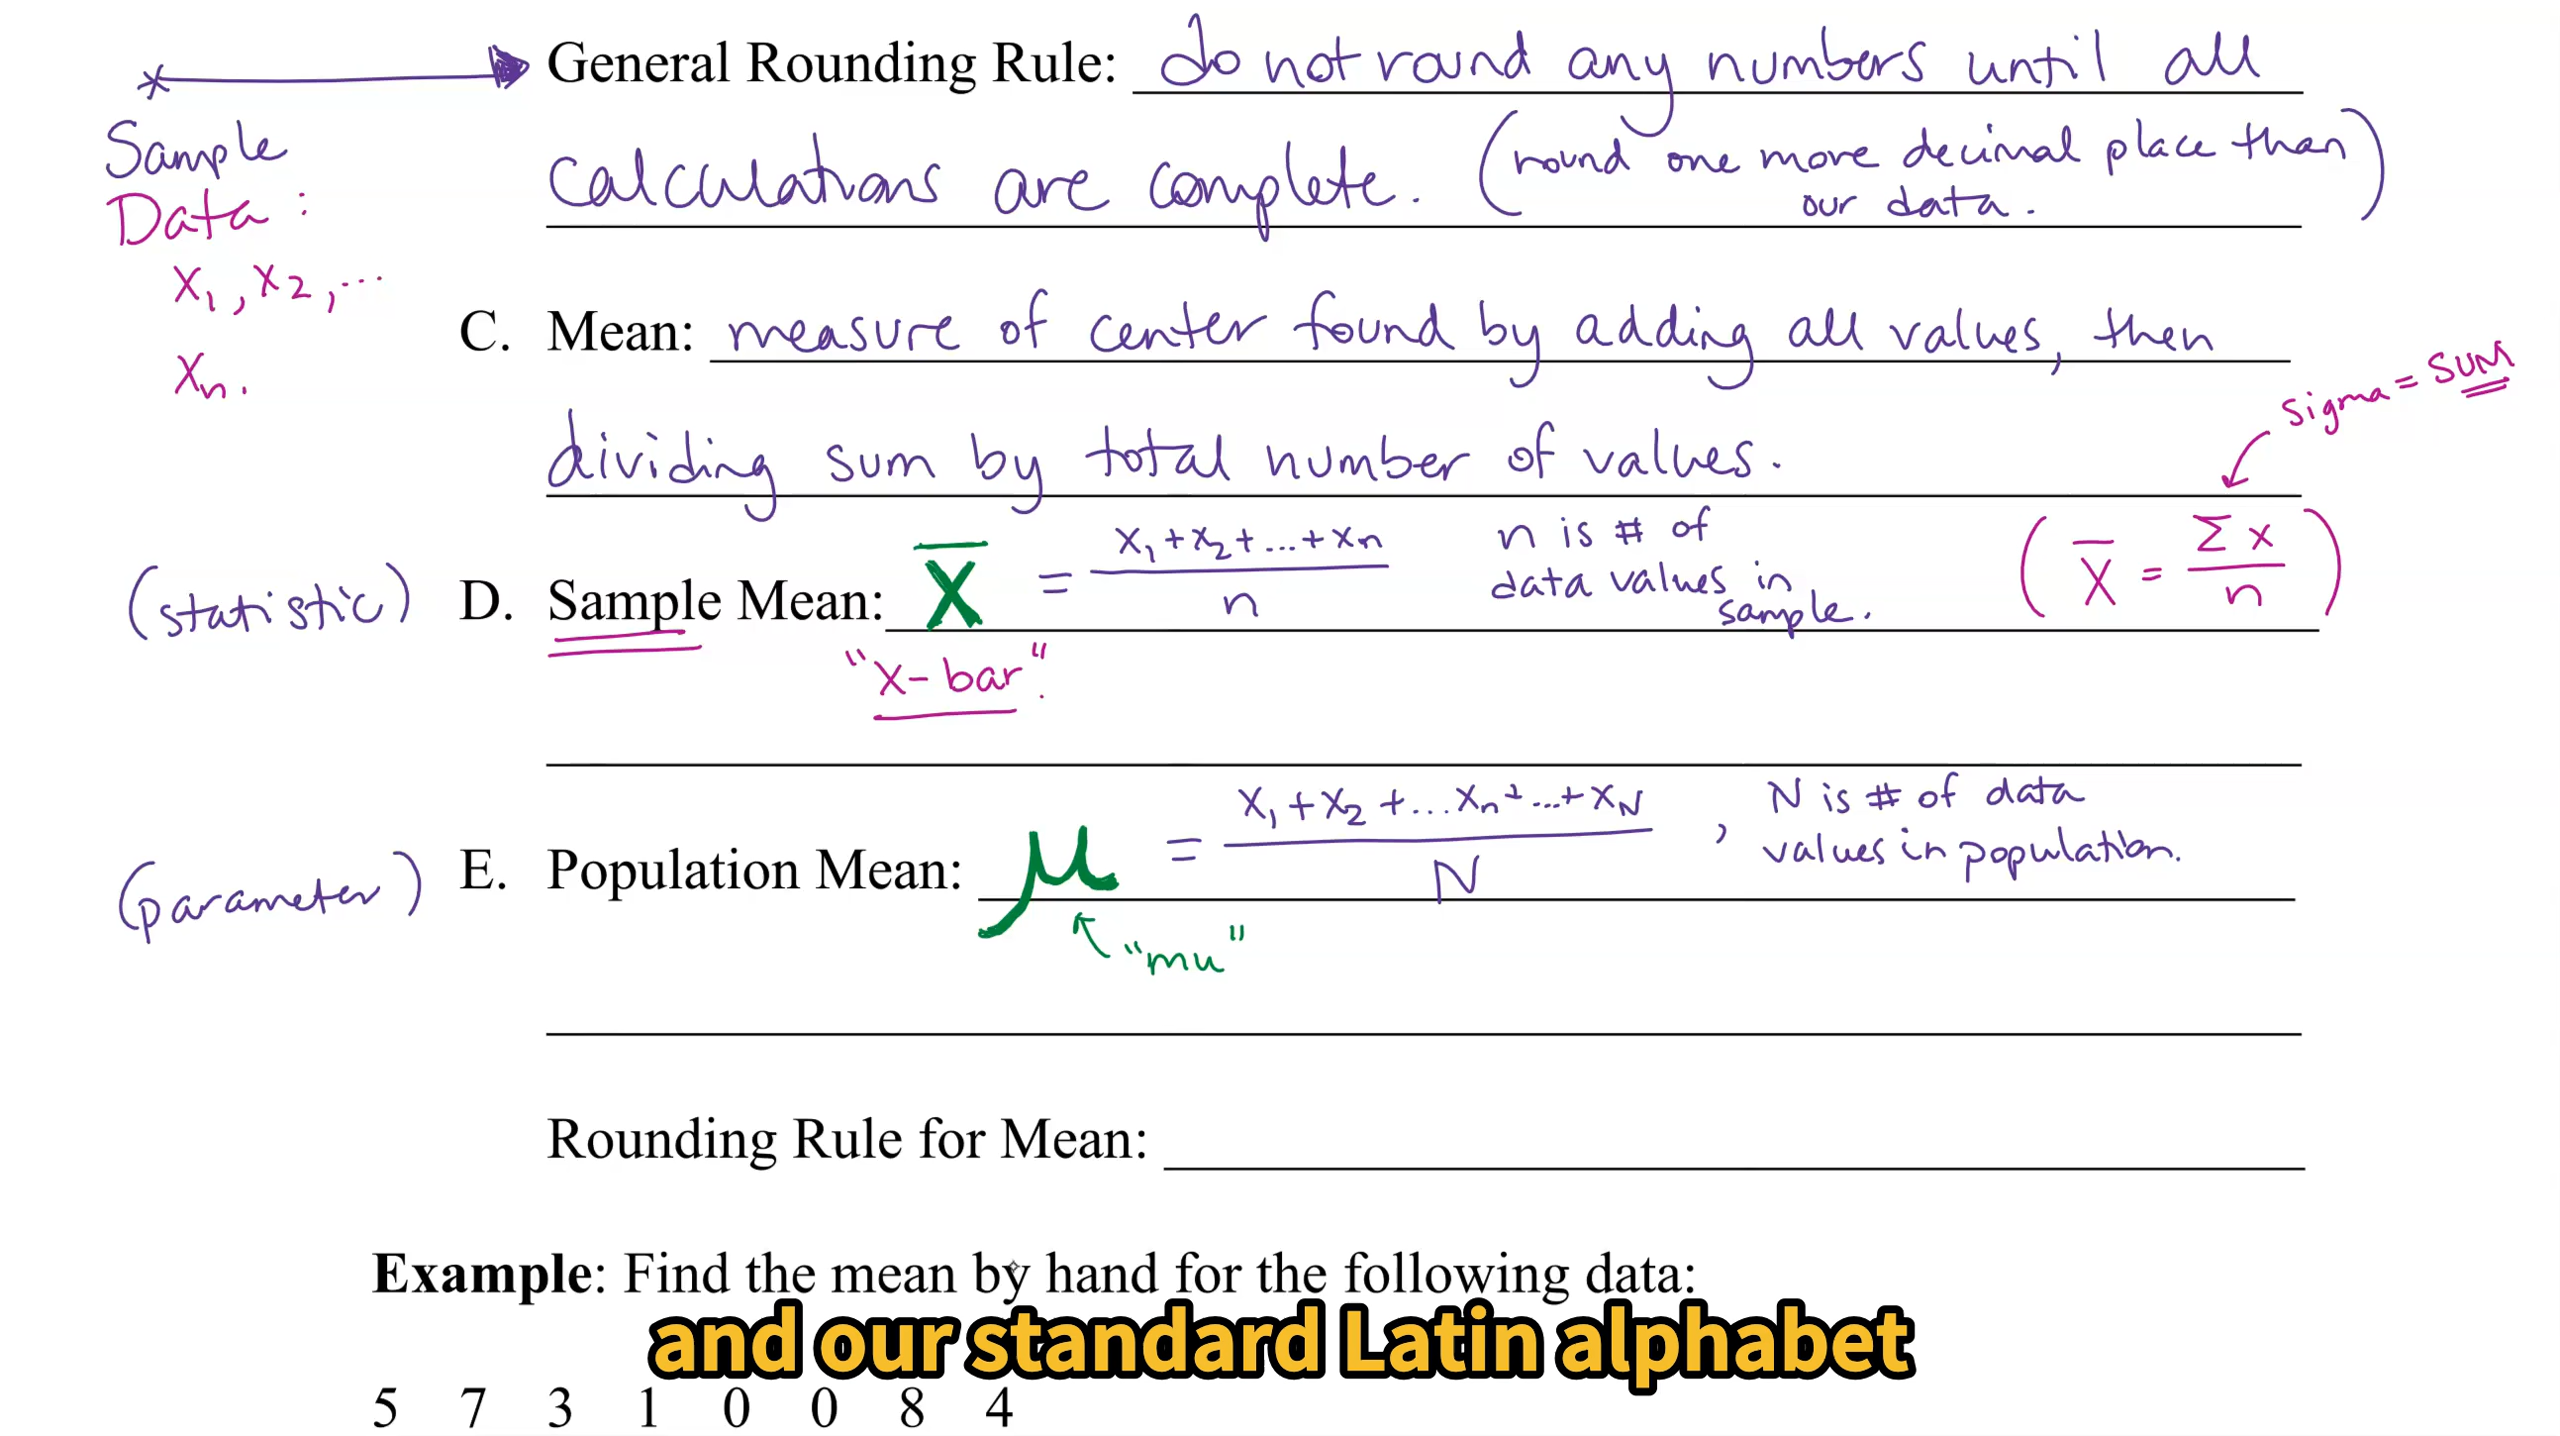 General Rounding Rule: do not round any numbers until all
calculations are complete. (round one more decimal place than
our data.)
Sample
Data:
x₁, x₂, ...
xₙ.
C. Mean: measure of center found by adding all values, then
dividing sum by total number of values.
sigma = SUM
(statistic) D. Sample Mean: x̄ = (x₁+x₂+...+xₙ)/n n is # of
data values in
sample.
(x̄ = Σx/n)
"x-bar".
(parameter) E. Population Mean: μ = (x₁+x₂+...xₙ+...+x_N)/N , N is # of data
values in population.
"mu"
Rounding Rule for Mean:
Example: Find the mean by hand for the following data:
and our standard Latin alphabet
5 7 3 1 0 0 8 4